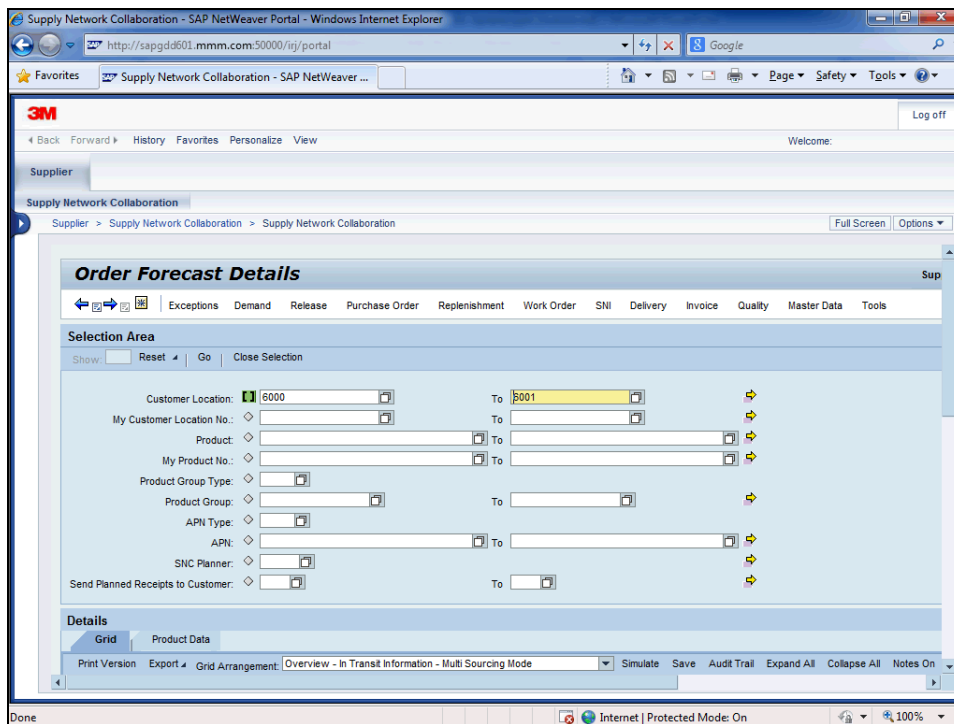 Supply Network Collaboration - SAP NetWeaver Portal - Windows Internet Explorer
http://sapgdd601.mmm.com:50000/irj/portal
Google
Favorites
Supply Network Collaboration - SAP NetWeaver ...
Page Safety Tools
3M
Log off
Back Forward History Favorites Personalize View Welcome:
Supplier
Supply Network Collaboration
Supplier > Supply Network Collaboration > Supply Network Collaboration Full Screen Options
Order Forecast Details Sup
Exceptions Demand Release Purchase Order Replenishment Work Order SNI Delivery Invoice Quality Master Data Tools
Selection Area
Show: Reset Go Close Selection
Customer Location: 6000 To 6001
My Customer Location No.: To
Product: To
My Product No.: To
Product Group Type:
Product Group: To
APN Type:
APN: To
SNC Planner:
Send Planned Receipts to Customer: To
Details
Grid Product Data
Print Version Export Grid Arrangement: Overview - In Transit Information - Multi Sourcing Mode Simulate Save Audit Trail Expand All Collapse All Notes On
Done Internet | Protected Mode: On 100%